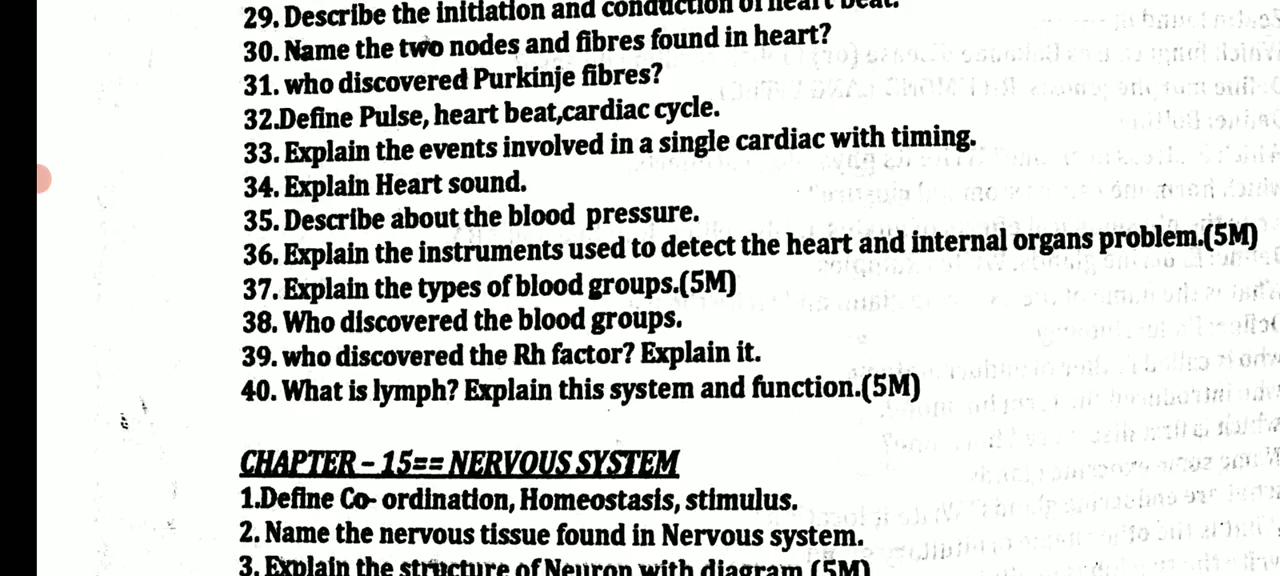 29. Describe the initiation and conduction of heart beat.
30. Name the two nodes and fibres found in heart?
31. who discovered Purkinje fibres?
32.Define Pulse, heart beat,cardiac cycle.
33. Explain the events involved in a single cardiac with timing.
34. Explain Heart sound.
35. Describe about the blood pressure.
36. Explain the instruments used to detect the heart and internal organs problem.(5M)
37. Explain the types of blood groups.(5M)
38. Who discovered the blood groups.
39. who discovered the Rh factor? Explain it.
40. What is lymph? Explain this system and function.(5M)
CHAPTER - 15== NERVOUS SYSTEM
1.Define Co- ordination, Homeostasis, stimulus.
2. Name the nervous tissue found in Nervous system.
3. Explain the structure of Neuron with diagram (5M)